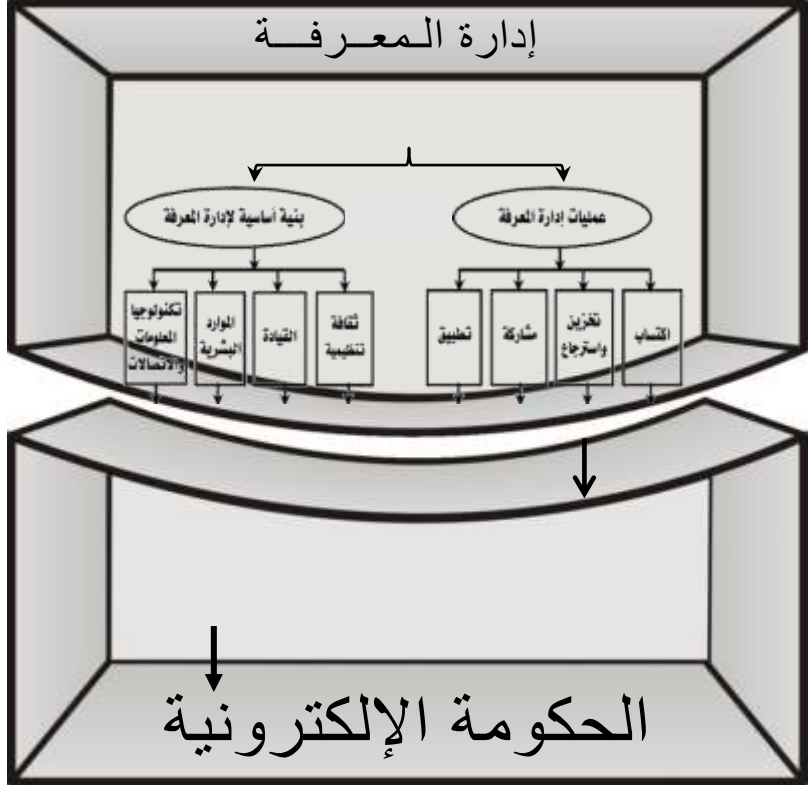 إدارة الـمعــرفـــة
عمليات إدارة المعرفة
بنية أساسية لإدارة المعرفة
اكتساب
تخزين
واسترجاع
مشاركة
تطبيق
ثقافة
تنظيمية
القيادة
الموارد
البشرية
تكنولوجيا
المعلومات
والاتصالات
الحكومة الإلكترونية